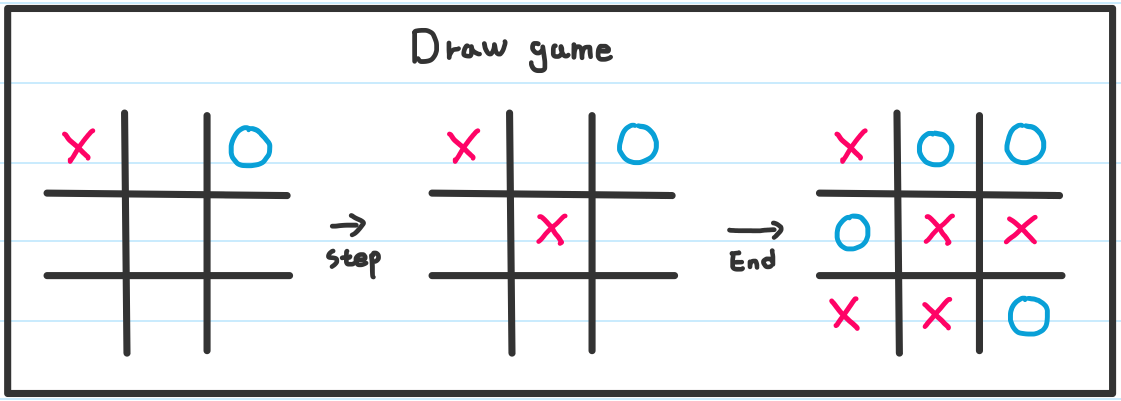 Draw game
X O
X O
X
X O O
O X X
X X O
step
End